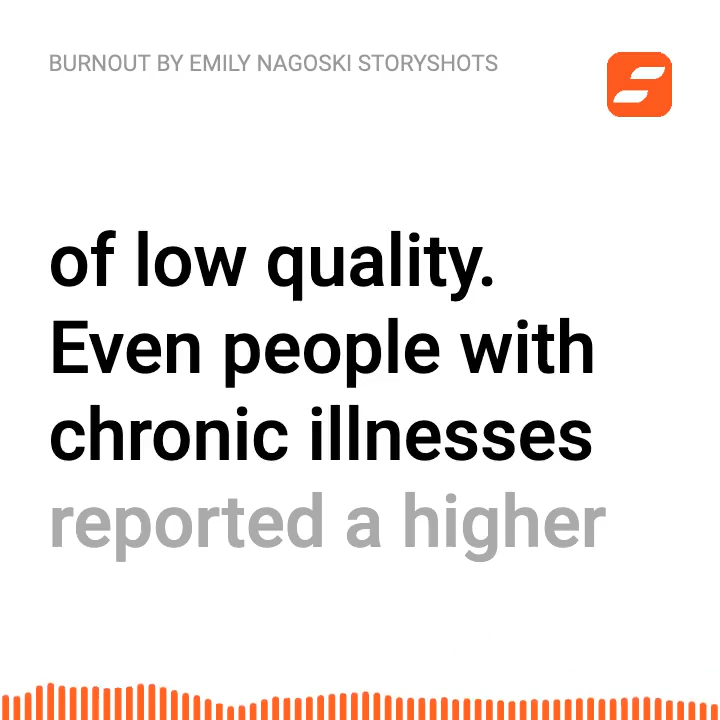 BURNOUT BY EMILY NAGOSKI STORYSHOTS
of low quality.
Even people with
chronic illnesses
reported a higher